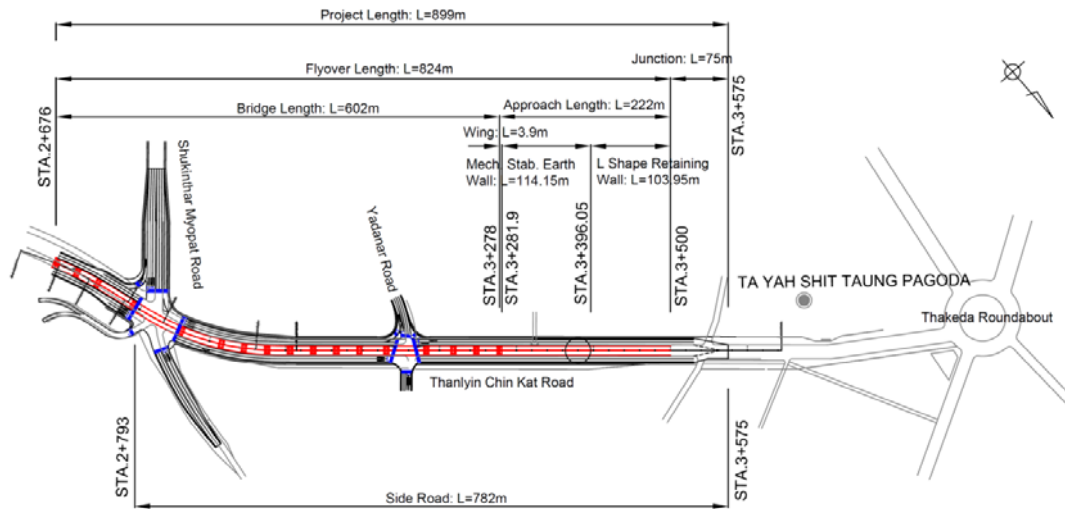 Project Length: L=899m
Junction: L=75m
Flyover Length: L=824m
Bridge Length: L=602m
Approach Length: L=222m
Wing: L=3.9m
Mech. Stab. Earth
Wall: L=114.15m
L Shape Retaining
Wall: L=103.95m
STA.2+676
Shukinthar Myopat Road
Yadanar Road
STA.3+278
STA.3+281.9
STA.3+396.05
STA.3+500
STA.3+575
TA YAH SHIT TAUNG PAGODA
Thakeda Roundabout
Thanlyin Chin Kat Road
STA.2+793
STA.3+575
Side Road: L=782m